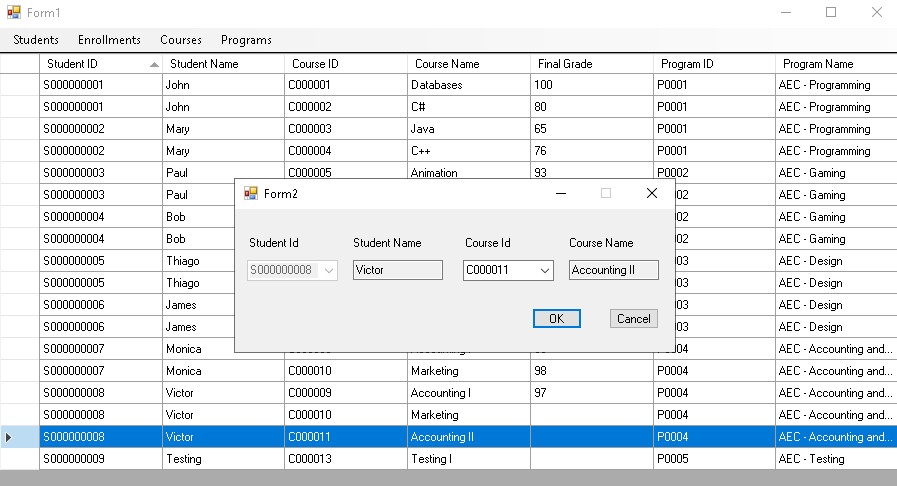 Form1
Students Enrollments Courses Programs
Student ID Student Name Course ID Course Name Final Grade Program ID Program Name
S000000001 John C000001 Databases 100 P0001 AEC - Programming
S000000001 John C000002 C# 80 P0001 AEC - Programming
S000000002 Mary C000003 Java 65 P0001 AEC - Programming
S000000002 Mary C000004 C++ 76 P0001 AEC - Programming
S000000003 Paul C000005 Animation 93 P0002 AEC - Gaming
S000000003 Paul 02 AEC - Gaming
S000000004 Bob 02 AEC - Gaming
S000000004 Bob 02 AEC - Gaming
S000000005 Thiago 03 AEC - Design
S000000005 Thiago 03 AEC - Design
S000000006 James 03 AEC - Design
S000000006 James 03 AEC - Design
S000000007 Monica P0004 AEC - Accounting and...
S000000007 Monica C000010 Marketing 98 P0004 AEC - Accounting and...
S000000008 Victor C000009 Accounting I 97 P0004 AEC - Accounting and...
S000000008 Victor C000010 Marketing P0004 AEC - Accounting and...
S000000008 Victor C000011 Accounting II P0004 AEC - Accounting and...
S000000009 Testing C000013 Testing I P0005 AEC - Testing
Form2
Student Id Student Name Course Id Course Name
S000000008 Victor C000011 Accounting II
OK Cancel